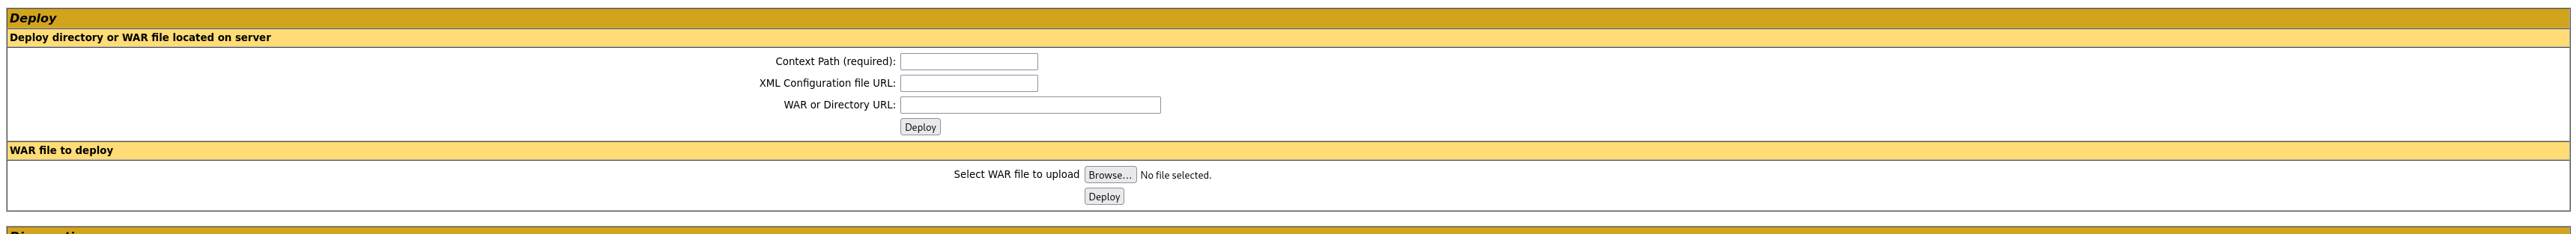 Deploy
Deploy directory or WAR file located on server
Context Path (required):
XML Configuration file URL:
WAR or Directory URL:
Deploy
WAR file to deploy
Select WAR file to upload Browse... No file selected.
Deploy